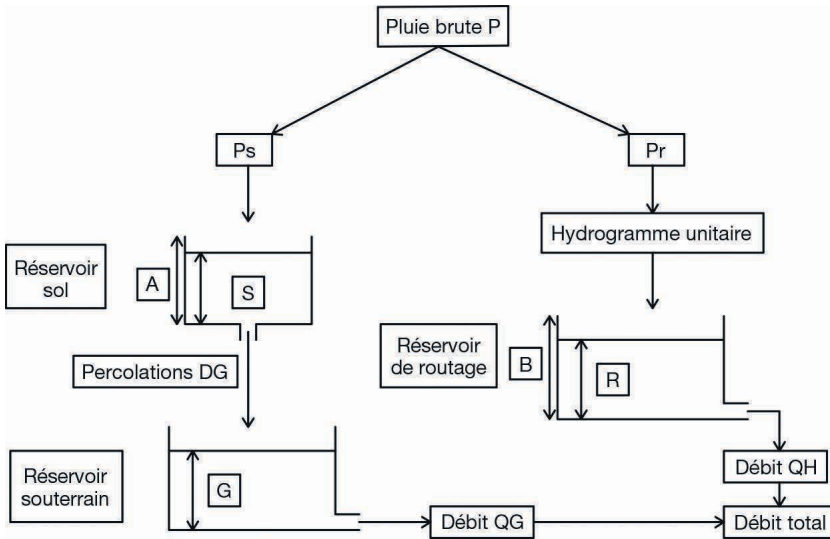 Pluie brute P
Ps
Pr
Hydrogramme unitaire
Réservoir
sol
A
S
Percolations DG
Réservoir
de routage
B
R
Réservoir
souterrain
G
Débit QH
Débit QG
Débit total